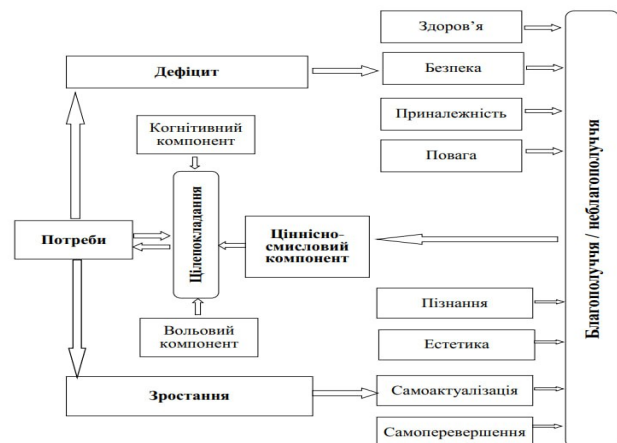 Здоров’я
Дефіцит
Безпека
Когнітивний
компонент
Приналежність
Повага
Потреби
Цілепокладання
Ціннісно-
смисловий
компонент
Благополуччя / неблагополуччя
Вольовий
компонент
Пізнання
Естетика
Зростання
Самоактуалізація
Самоперевершення